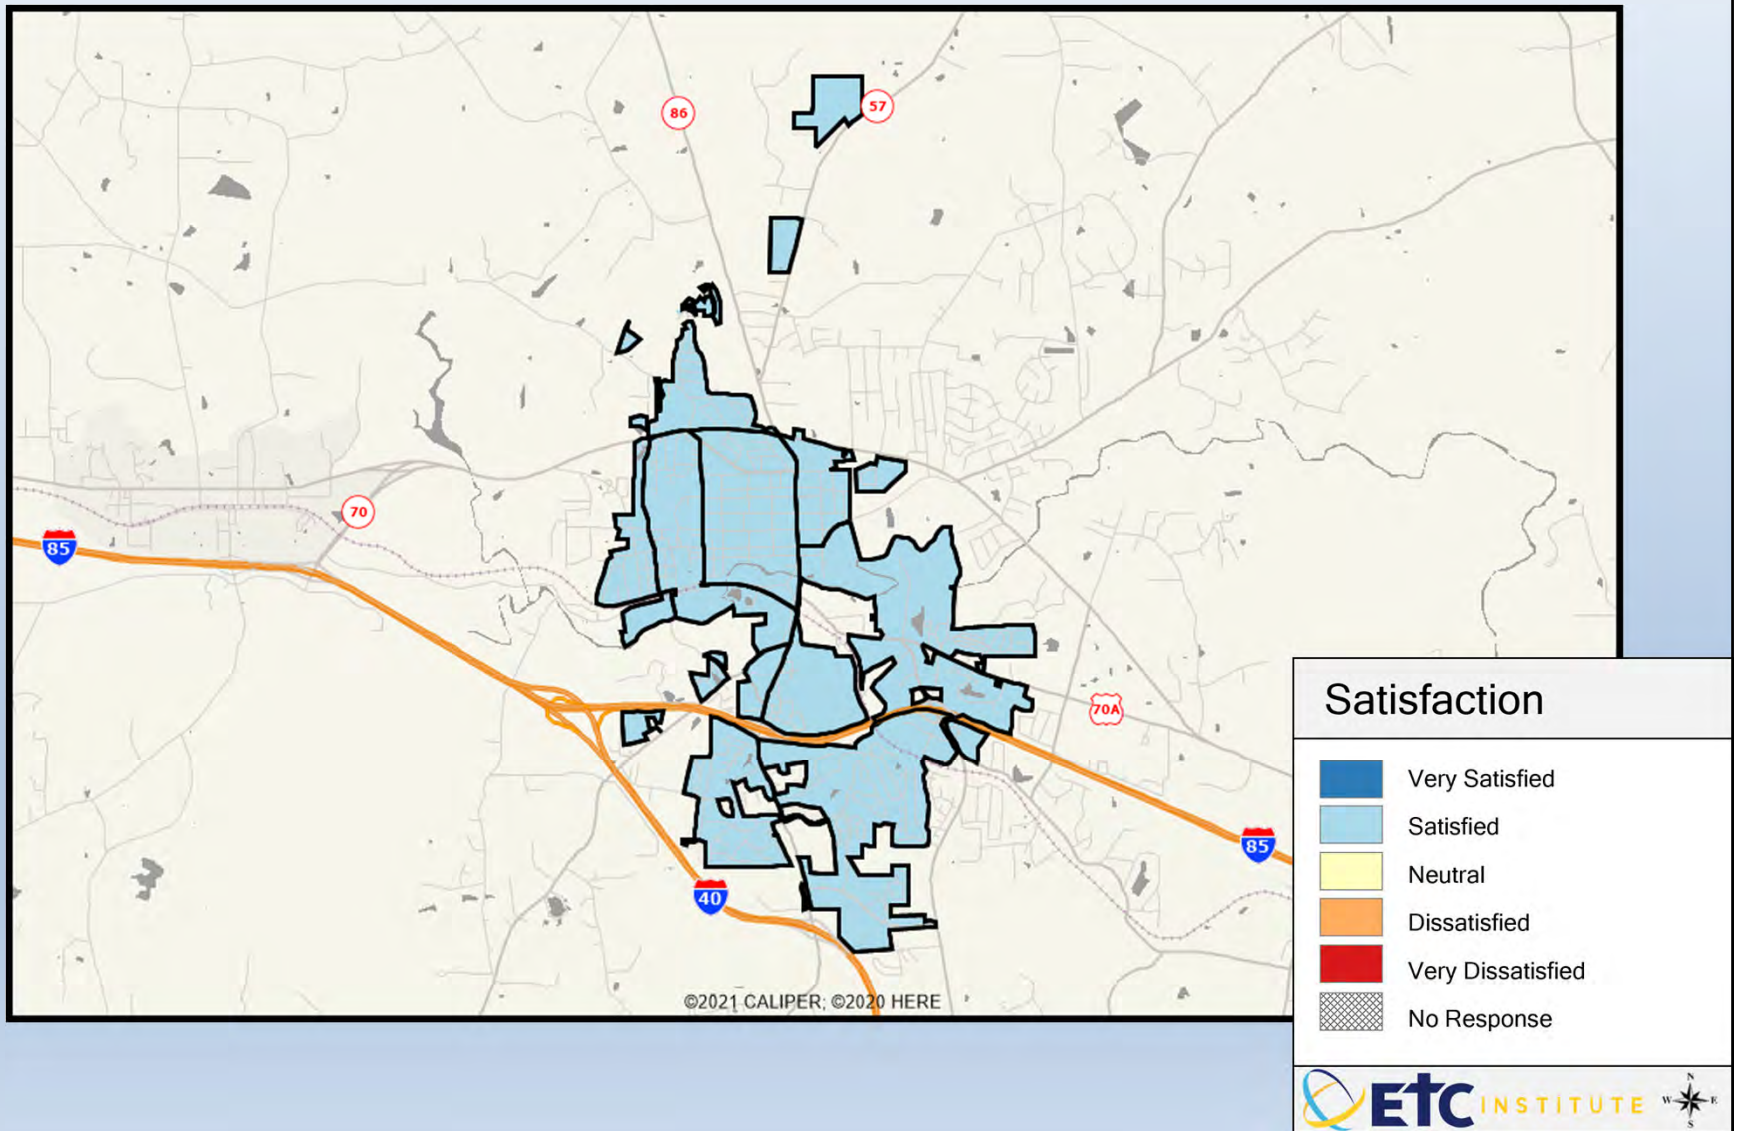 86
57
70
85
70A
85
40
©2021 CALIPER; ©2020 HERE
Satisfaction
Very Satisfied
Satisfied
Neutral
Dissatisfied
Very Dissatisfied
No Response
ETC INSTITUTE
N
W E
S